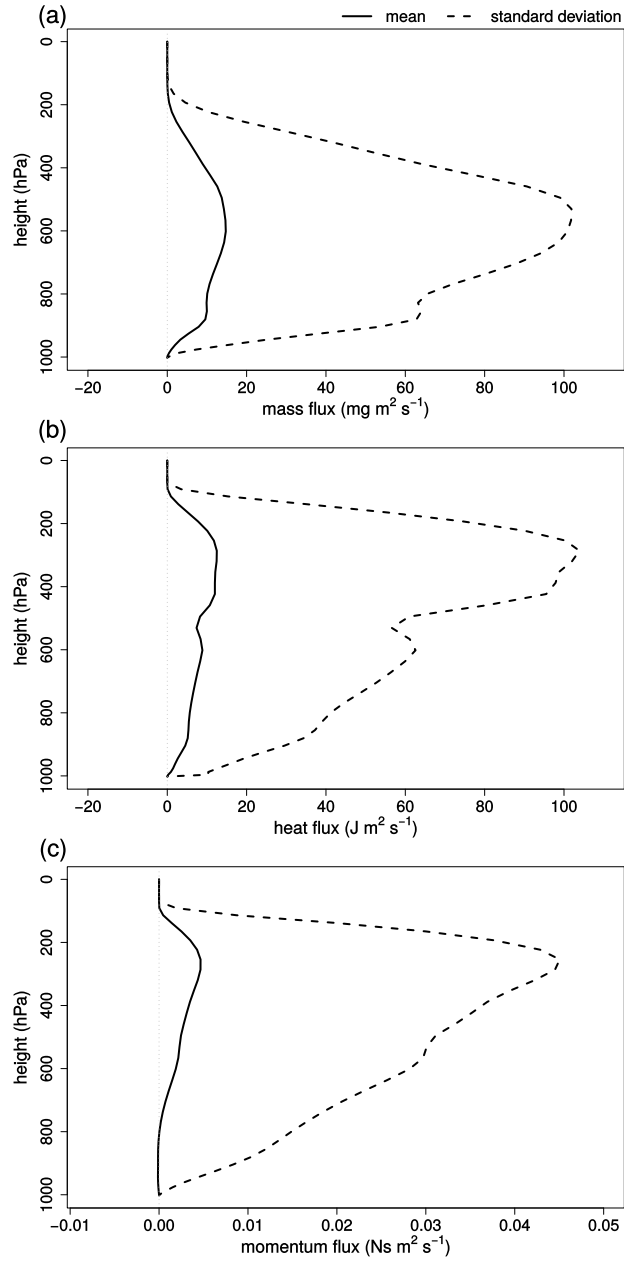 (a)
mean standard deviation
0
200
400
600
800
1000
height (hPa)
−20 0 20 40 60 80 100
mass flux (mg m² s⁻¹)
(b)
0
200
400
600
800
1000
height (hPa)
−20 0 20 40 60 80 100
heat flux (J m² s⁻¹)
(c)
0
200
400
600
800
1000
height (hPa)
−0.01 0.00 0.01 0.02 0.03 0.04 0.05
momentum flux (Ns m² s⁻¹)